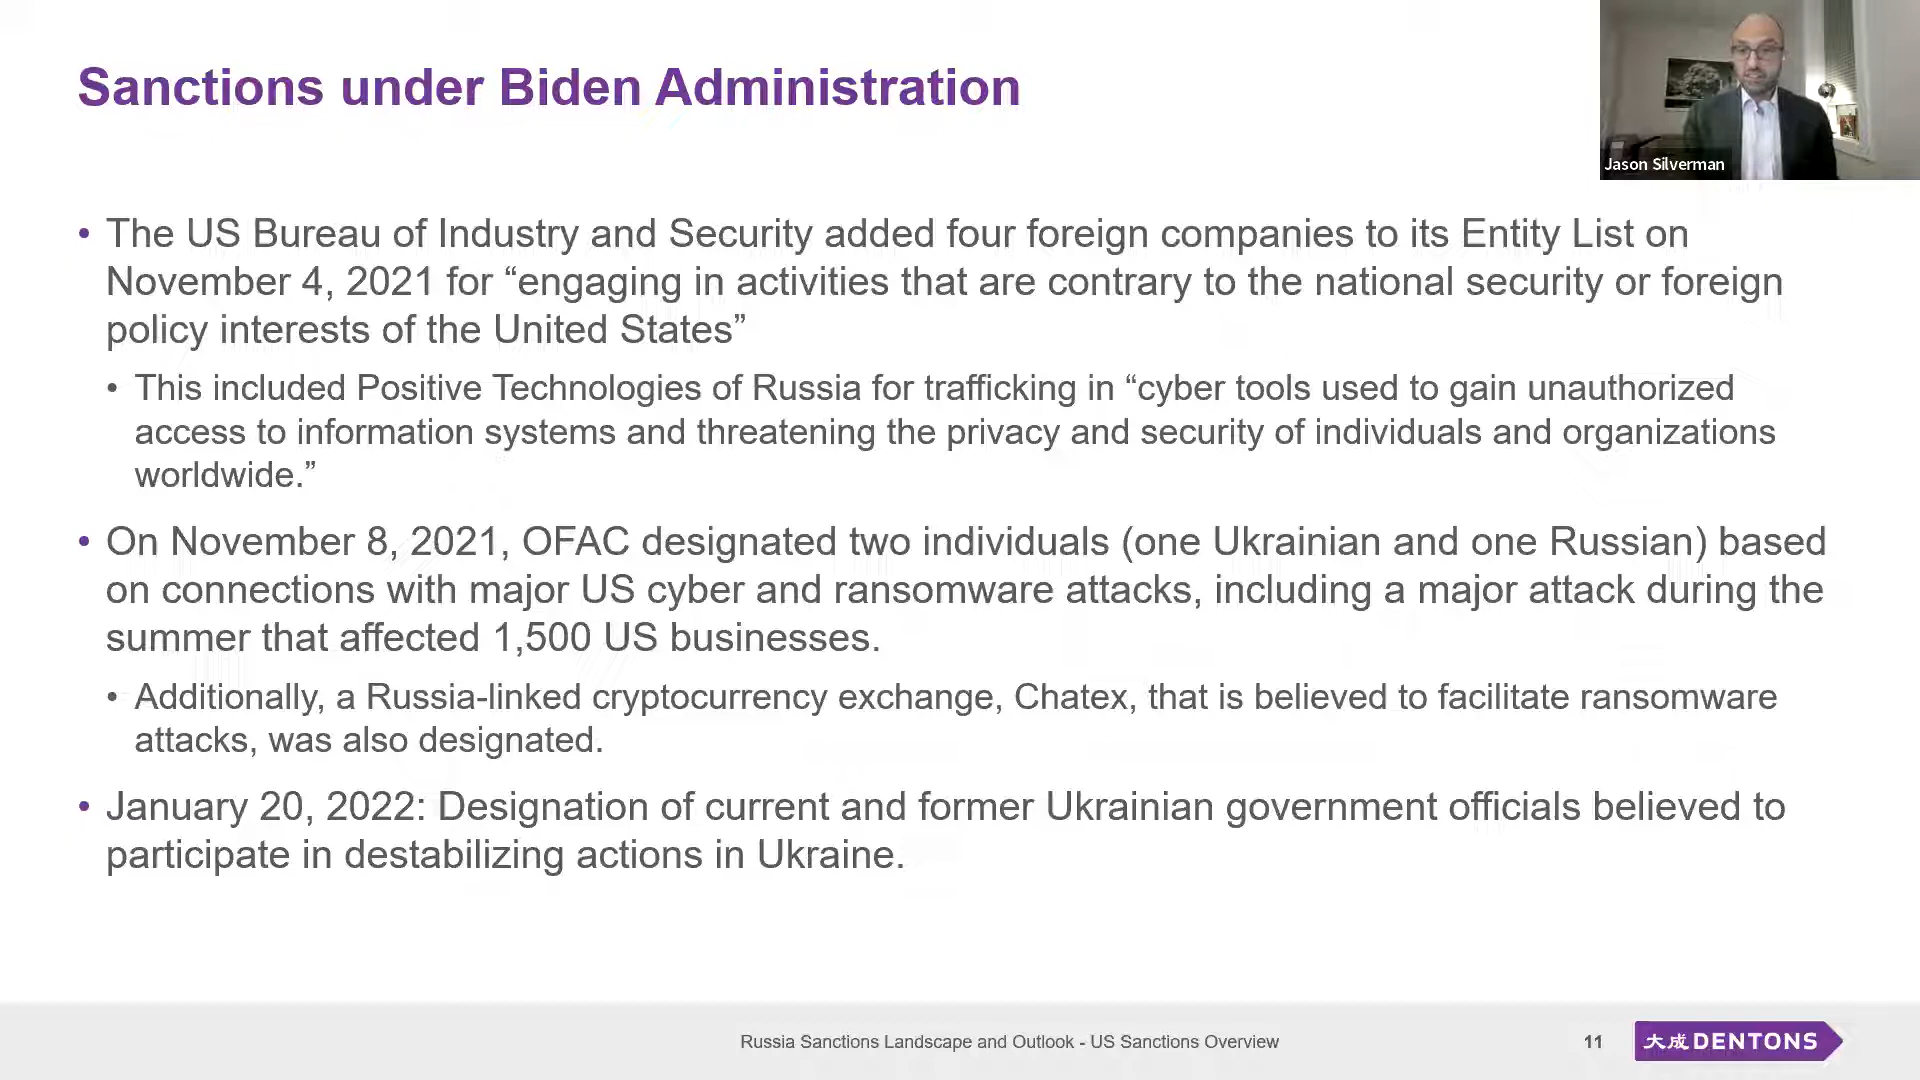 Sanctions under Biden Administration
Jason Silverman
• The US Bureau of Industry and Security added four foreign companies to its Entity List on
November 4, 2021 for “engaging in activities that are contrary to the national security or foreign
policy interests of the United States”
• This included Positive Technologies of Russia for trafficking in “cyber tools used to gain unauthorized
access to information systems and threatening the privacy and security of individuals and organizations
worldwide.”
• On November 8, 2021, OFAC designated two individuals (one Ukrainian and one Russian) based
on connections with major US cyber and ransomware attacks, including a major attack during the
summer that affected 1,500 US businesses.
• Additionally, a Russia-linked cryptocurrency exchange, Chatex, that is believed to facilitate ransomware
attacks, was also designated.
• January 20, 2022: Designation of current and former Ukrainian government officials believed to
participate in destabilizing actions in Ukraine.
Russia Sanctions Landscape and Outlook - US Sanctions Overview
11
大成 DENTONS